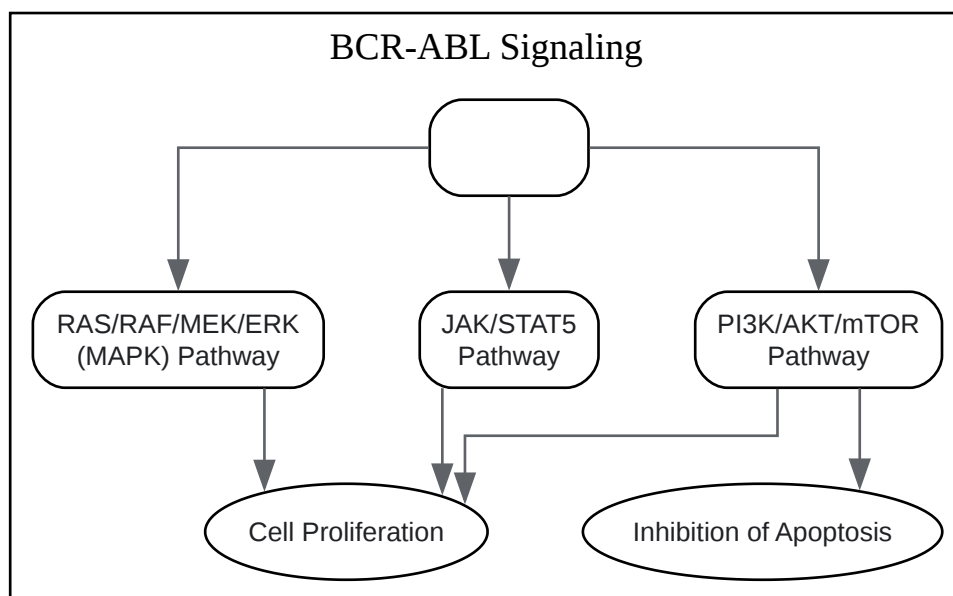 BCR-ABL Signaling
RAS/RAF/MEK/ERK
(MAPK) Pathway
JAK/STAT5
Pathway
PI3K/AKT/mTOR
Pathway
Cell Proliferation
Inhibition of Apoptosis